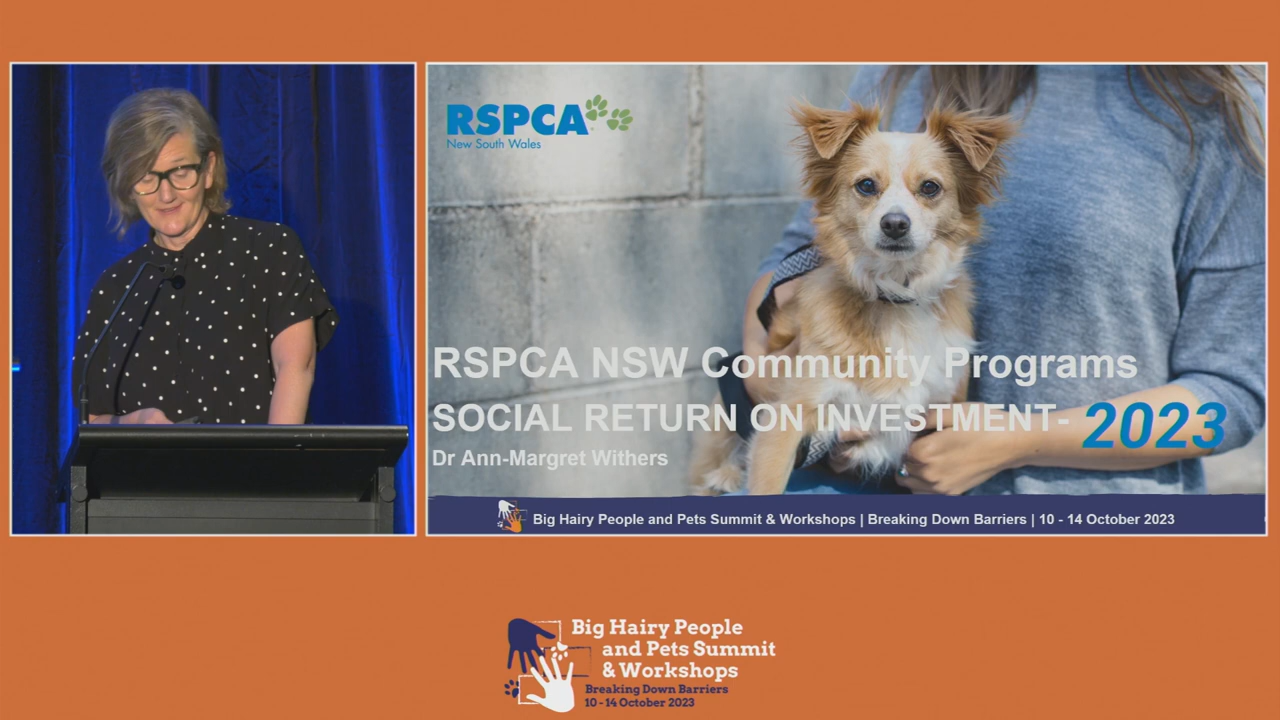 RSPCA
New South Wales
RSPCA NSW Community Programs
SOCIAL RETURN ON INVESTMENT- 2023
Dr Ann-Margret Withers
Big Hairy People and Pets Summit & Workshops | Breaking Down Barriers | 10 - 14 October 2023
Big Hairy People
and Pets Summit
& Workshops
Breaking Down Barriers
10 - 14 October 2023